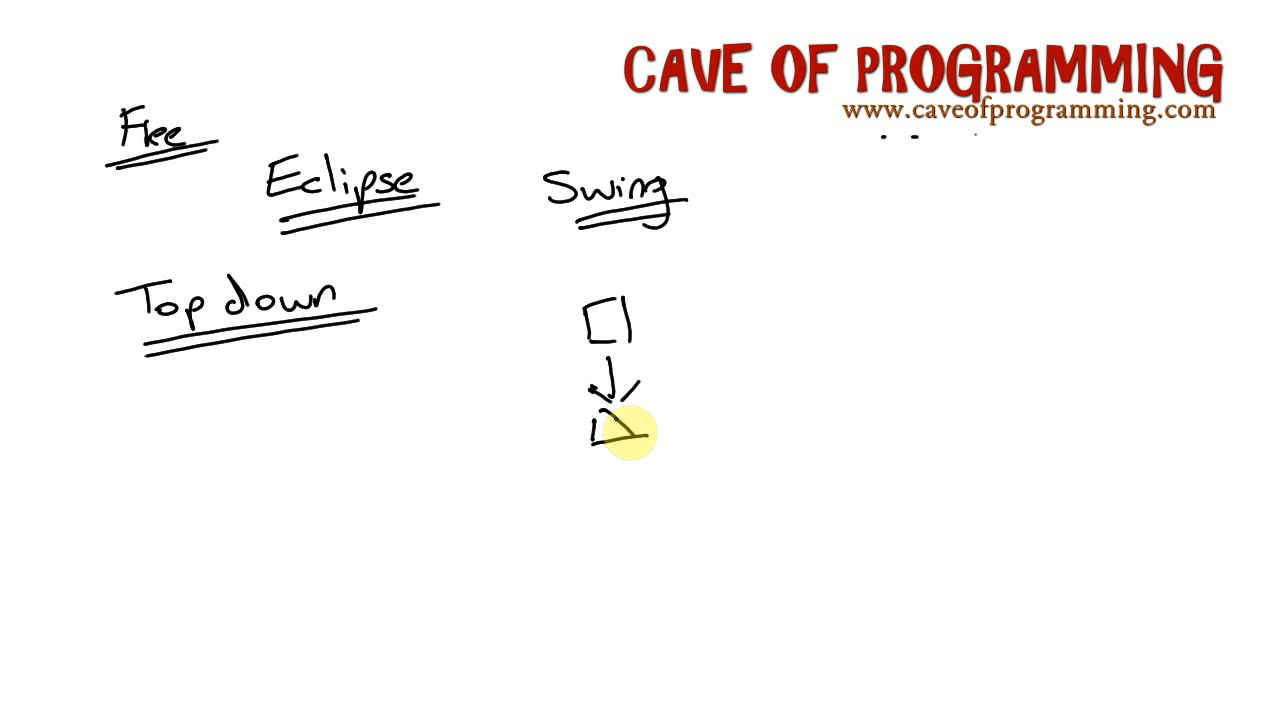 CAVE OF PROGRAMMING
www.caveofprogramming.com
Free
Eclipse
Swing
Top down